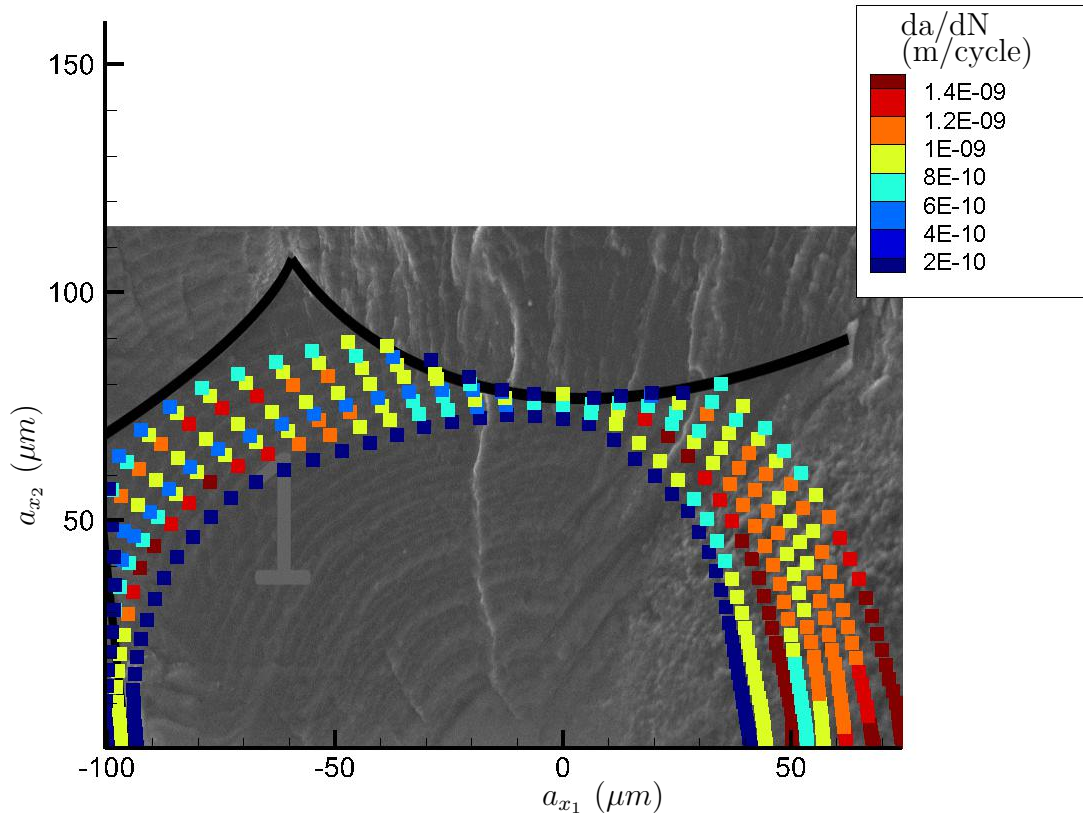 da/dN
(m/cycle)
1.4E-09
1.2E-09
1E-09
8E-10
6E-10
4E-10
2E-10
150
100
50
a_{x_2} (μm)
-100
-50
0
50
a_{x_1} (μm)